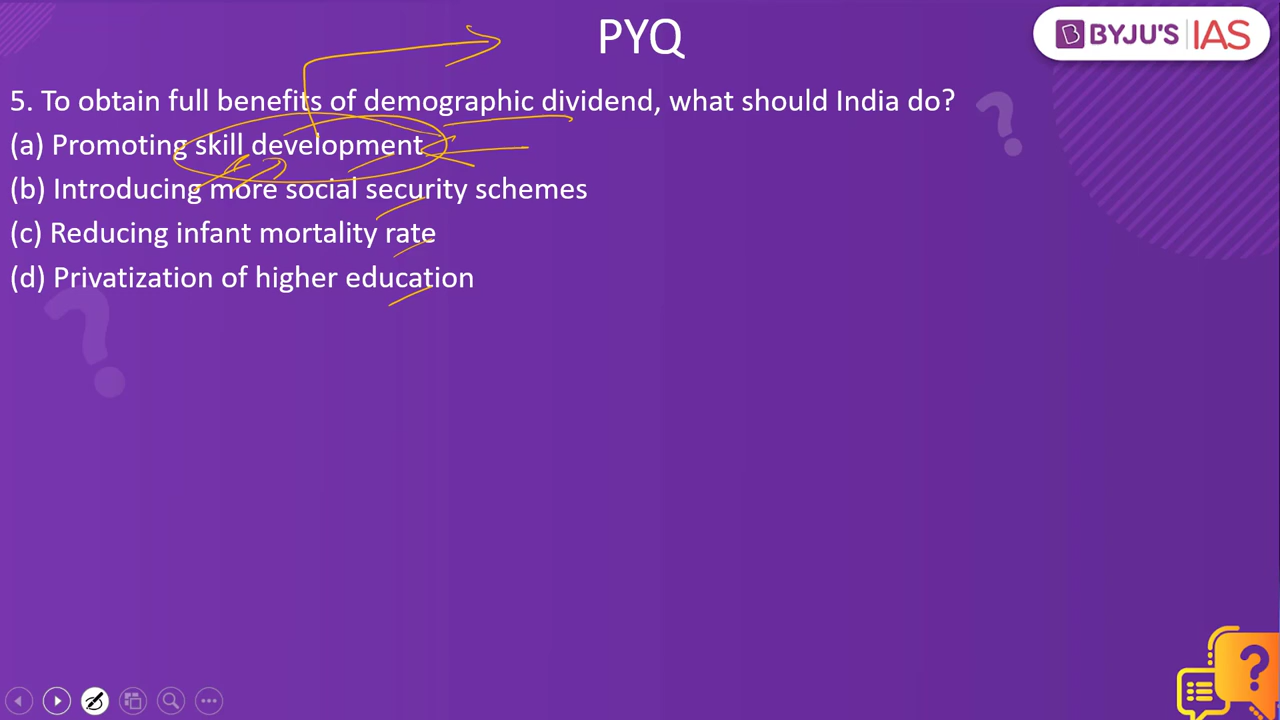 PYQ
BYJU'S IAS
5. To obtain full benefits of demographic dividend, what should India do?
(a) Promoting skill development
(b) Introducing more social security schemes
(c) Reducing infant mortality rate
(d) Privatization of higher education